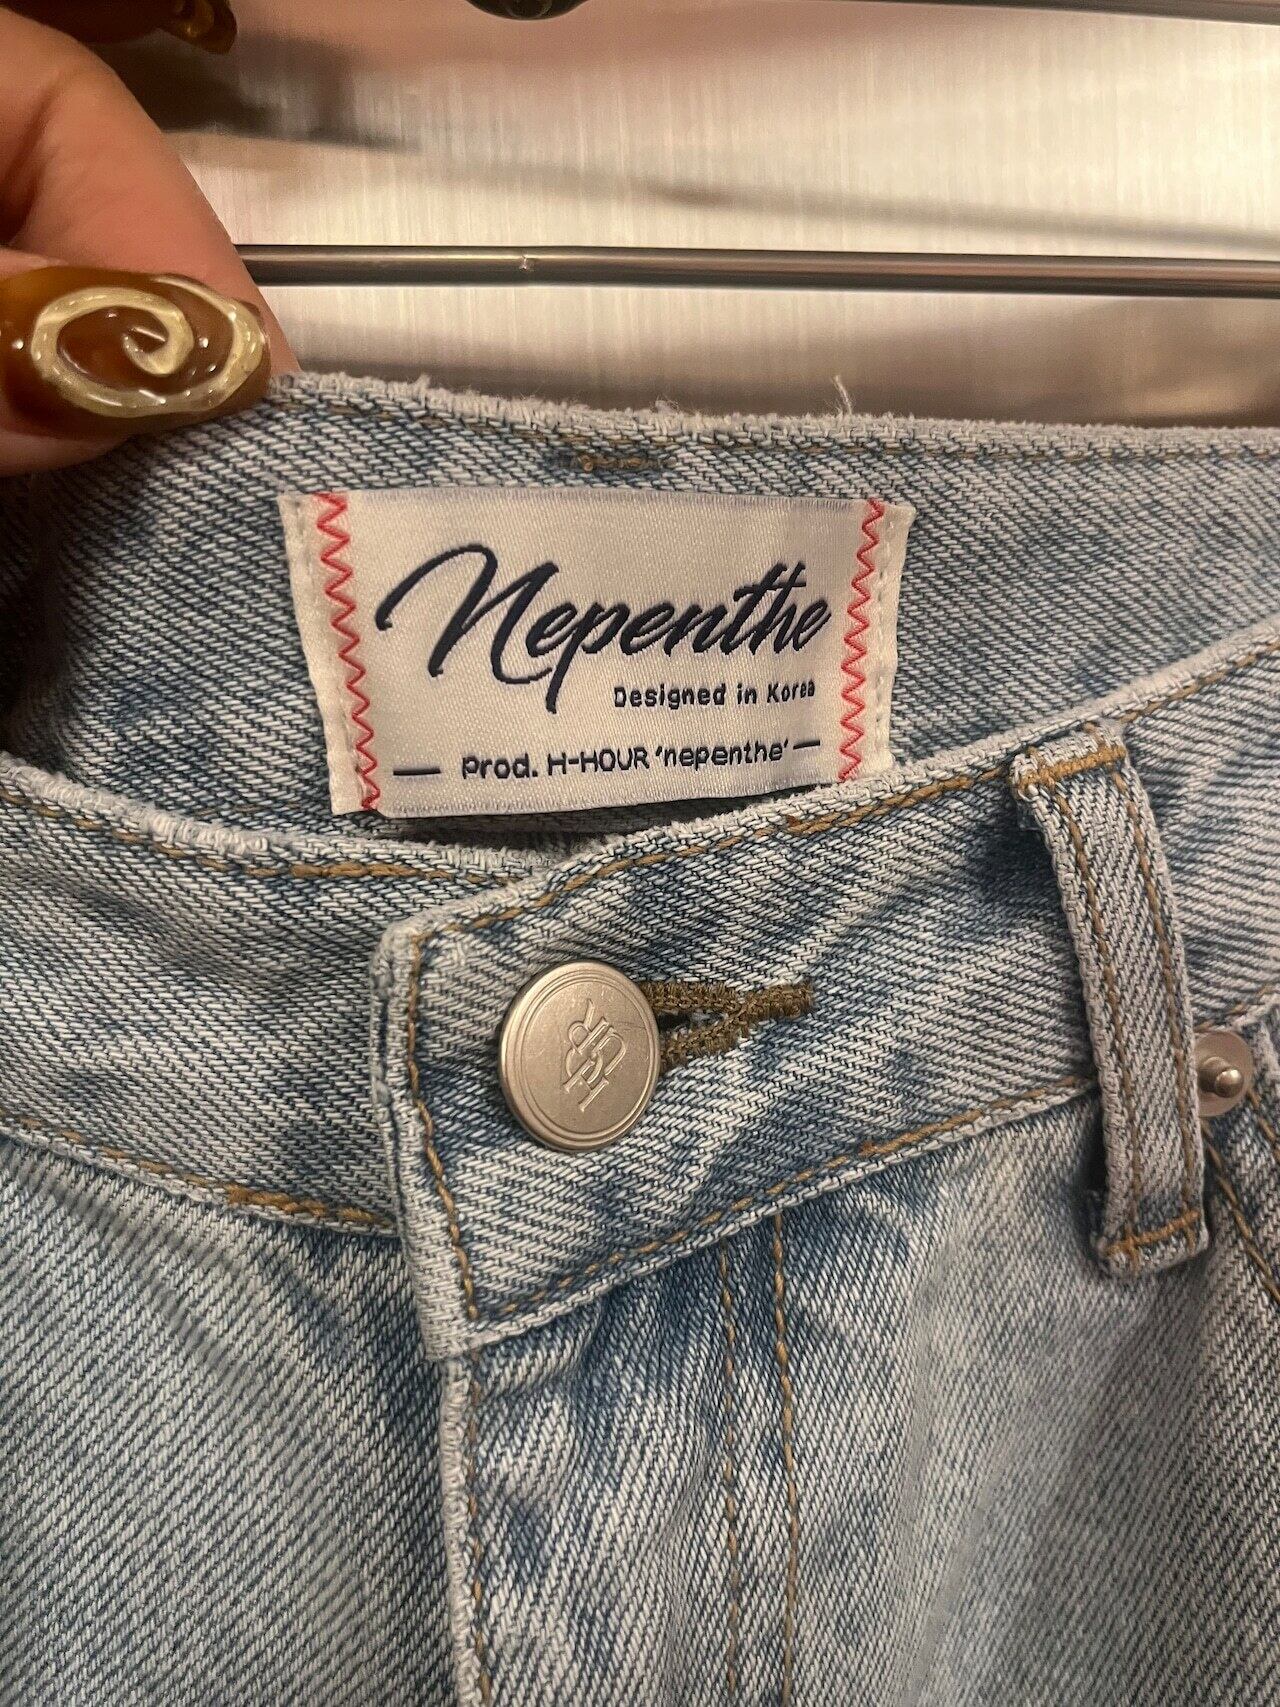 Nepenthe
Designed in Korea
— Prod. H-HOUR 'nepenthe' —